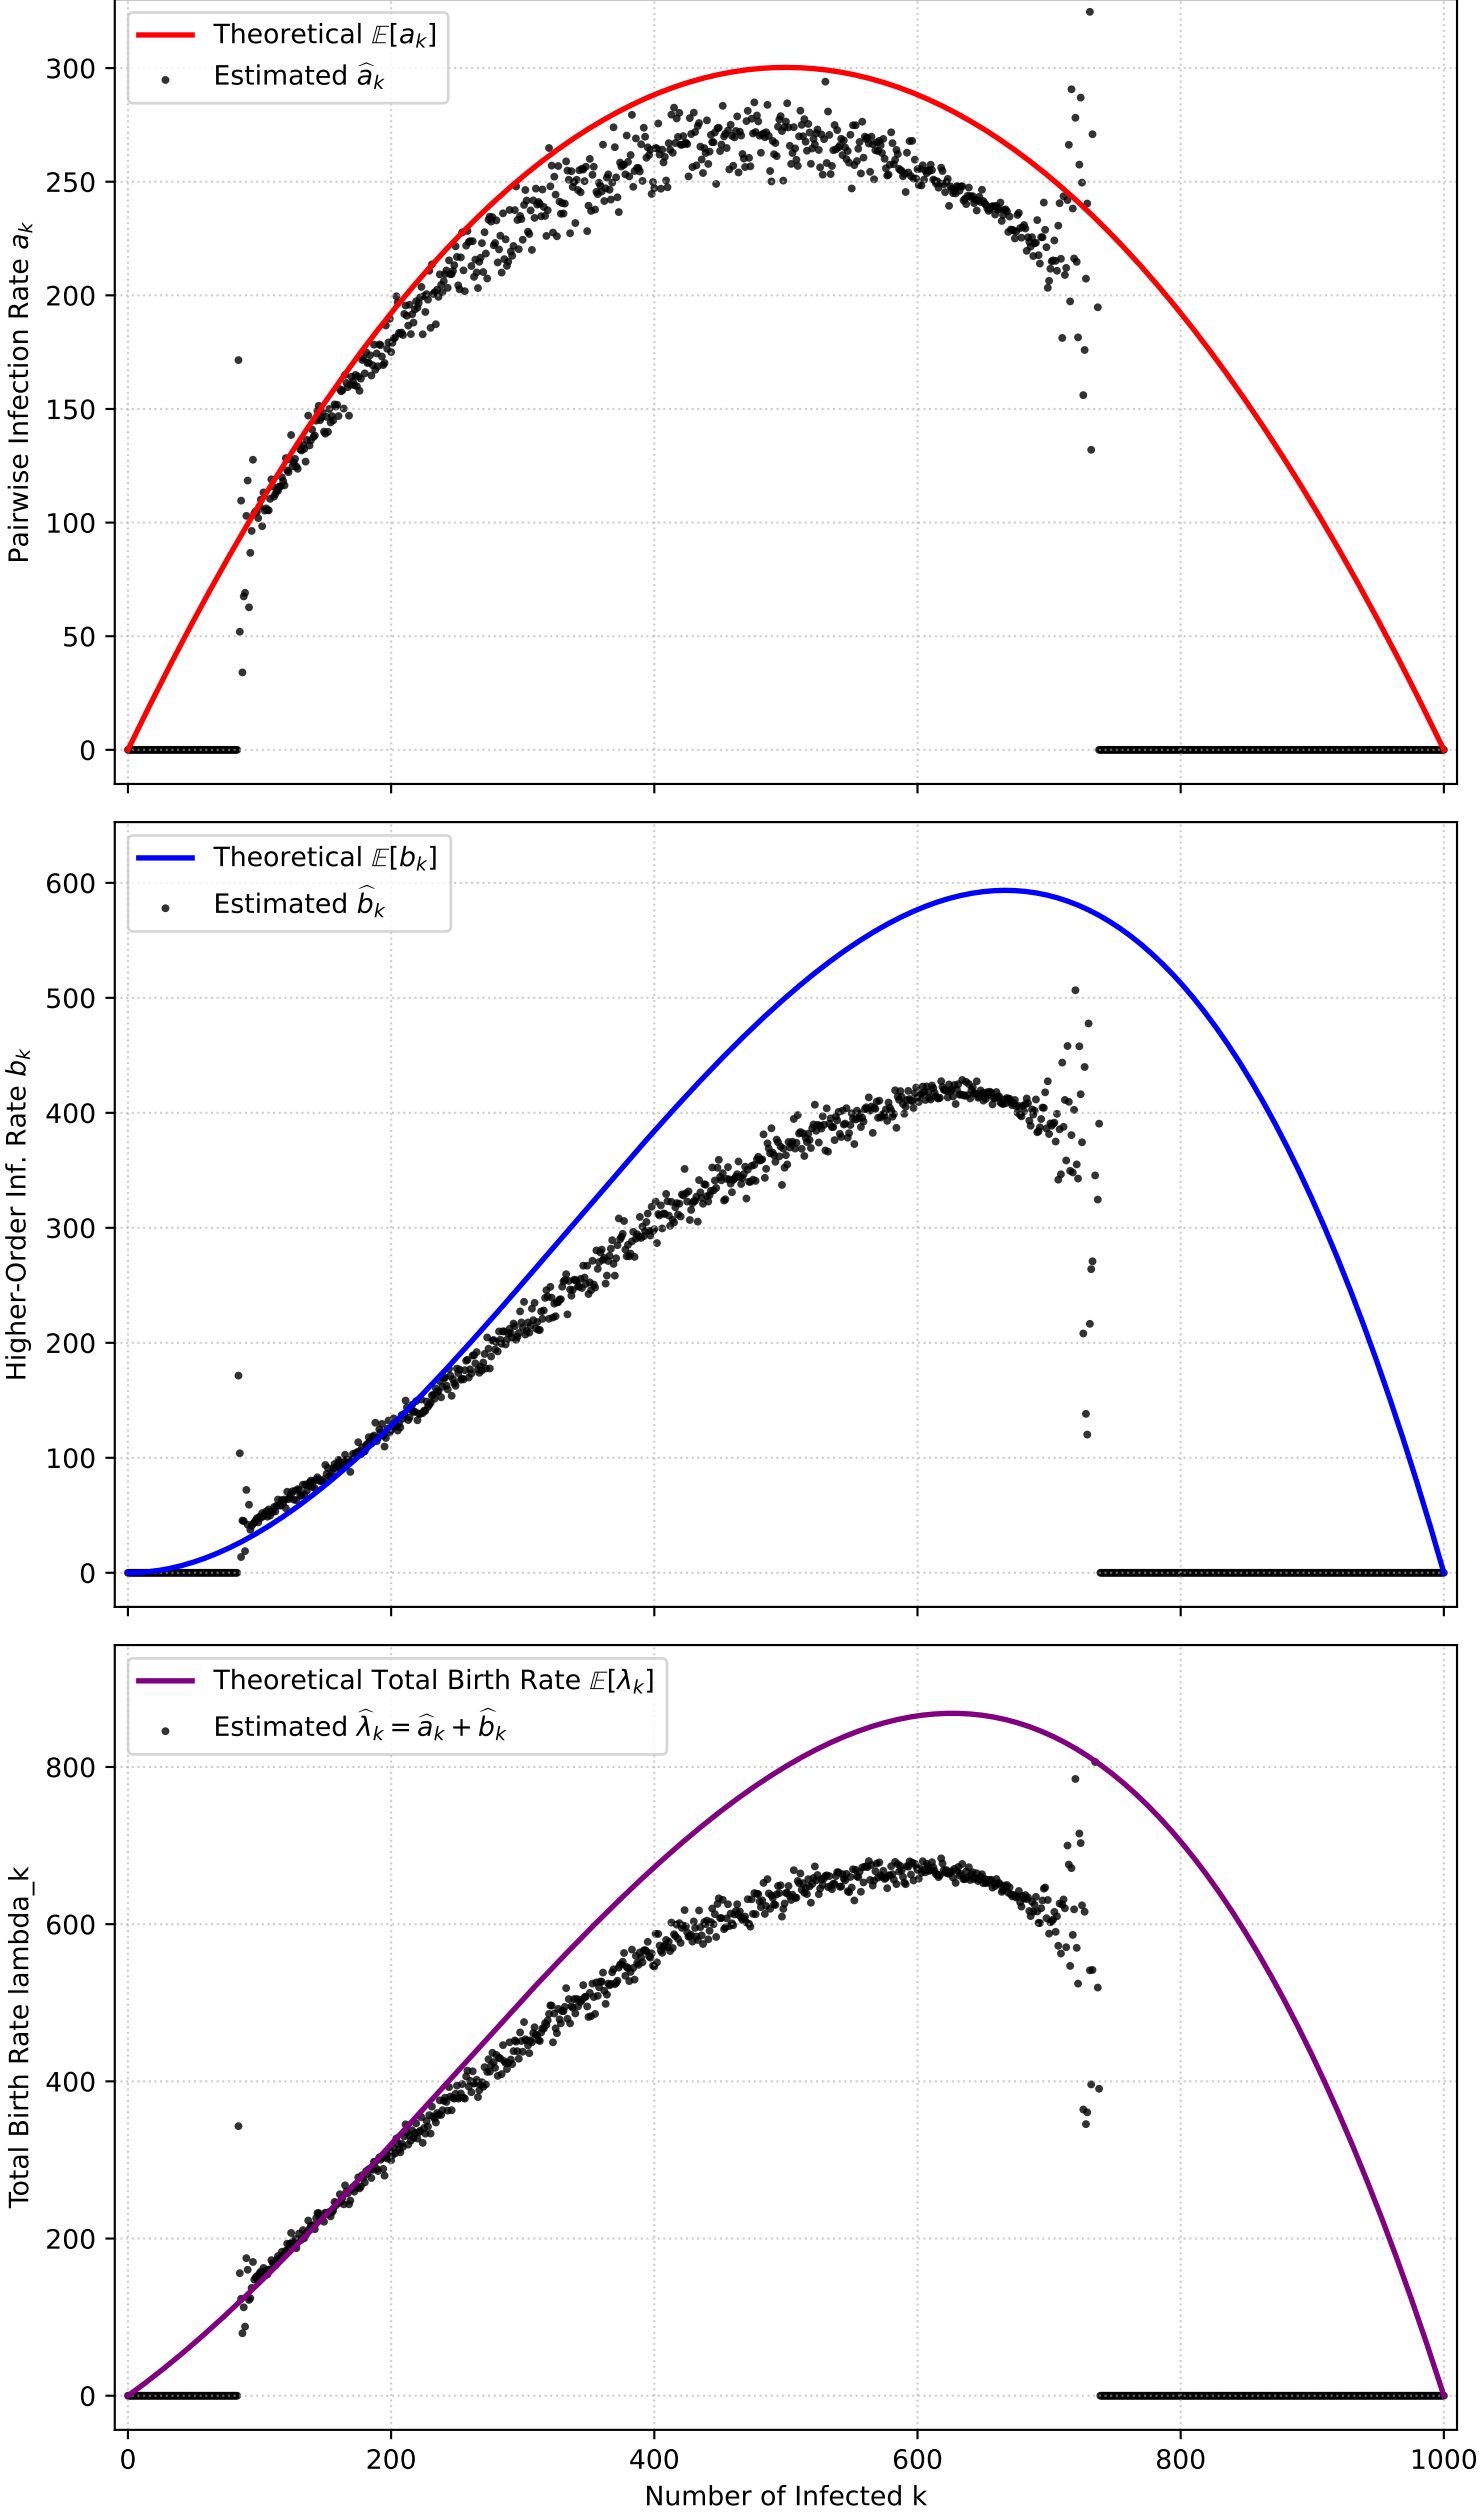 Theoretical 𝔼[a_k]
Estimated â_k
300
250
200
150
100
50
0
Pairwise Infection Rate a_k
Theoretical 𝔼[b_k]
Estimated b̂_k
600
500
400
300
200
100
0
Higher-Order Inf. Rate b_k
Theoretical Total Birth Rate 𝔼[λ_k]
Estimated λ̂_k = â_k + b̂_k
800
600
400
200
0
Total Birth Rate lambda_k
0 200 400 600 800 1000
Number of Infected k